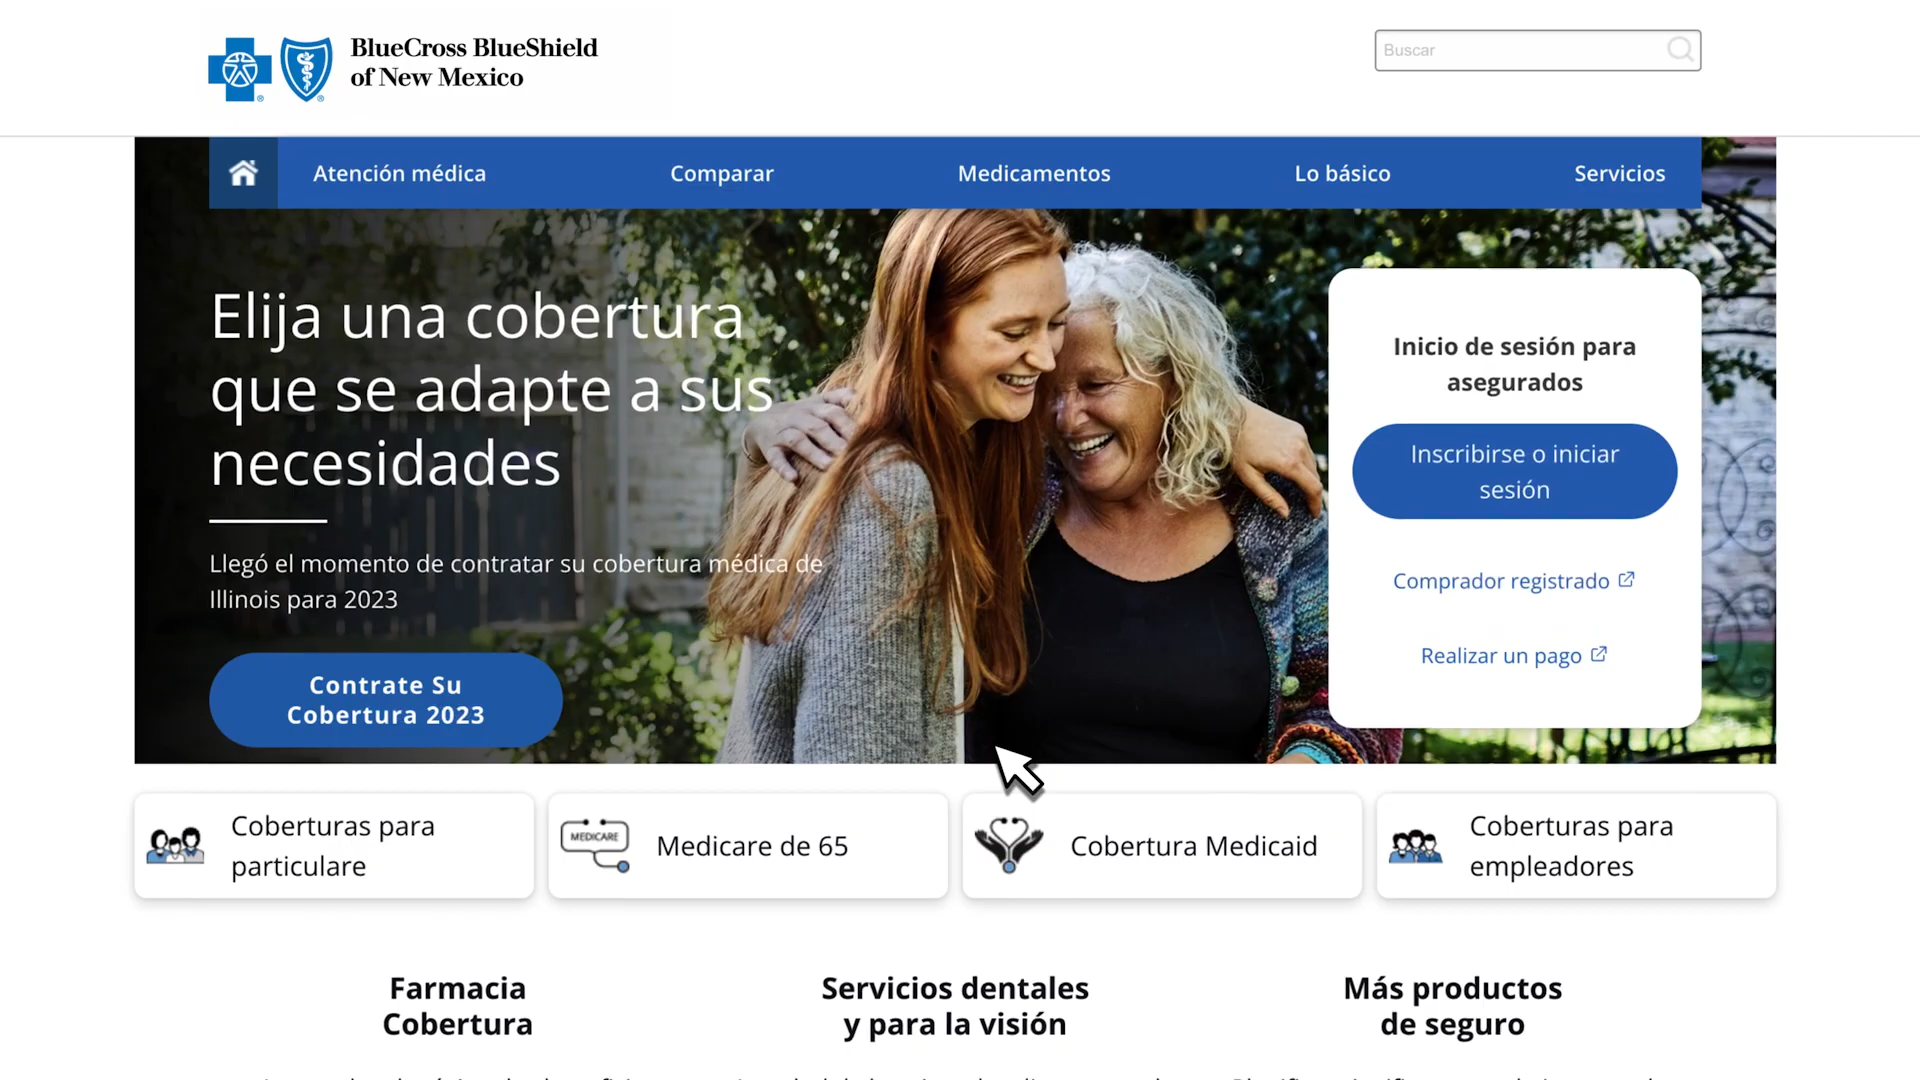 BlueCross BlueShield
of New Mexico
Buscar
Atención médica
Comparar
Medicamentos
Lo básico
Servicios
Elija una cobertura
que se adapte a sus
necesidades
Llegó el momento de contratar su cobertura médica de
Illinois para 2023
Contrate Su
Cobertura 2023
Inicio de sesión para
asegurados
Inscribirse o iniciar
sesión
Comprador registrado
Realizar un pago
Coberturas para
particulare
MEDICARE
Medicare de 65
Cobertura Medicaid
Coberturas para
empleadores
Farmacia
Cobertura
Servicios dentales
y para la visión
Más productos
de seguro